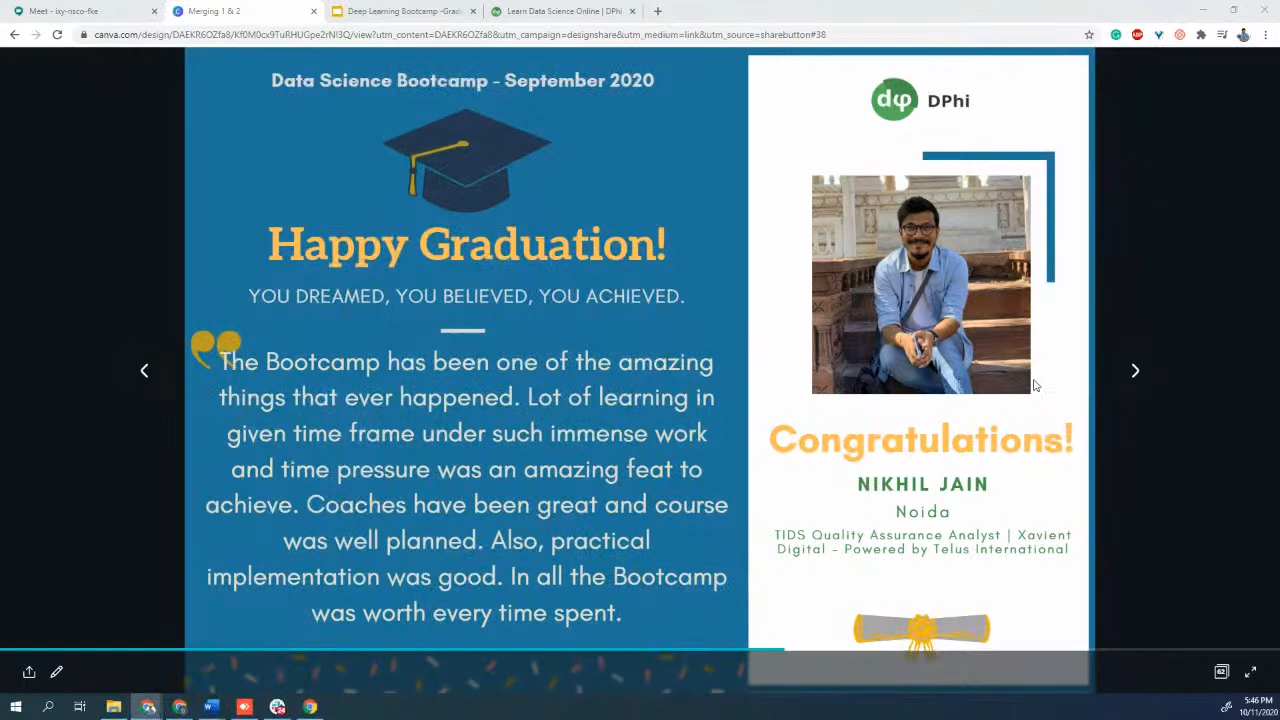 Meet - ixy-nsco-fke
Merging 1 & 2
Deep Learning Bootcamp -Grad
Learn Data Science Online | DPhi
canva.com/design/DAEKR6OZfa8/Kf0M0cx9TuRHUGpe2rNI3Q/view?utm_content=DAEKR6OZfa8&utm_campaign=designshare&utm_medium=link&utm_source=sharebutton#38
Data Science Bootcamp - September 2020
Happy Graduation!
YOU DREAMED, YOU BELIEVED, YOU ACHIEVED.
The Bootcamp has been one of the amazing
things that ever happened. Lot of learning in
given time frame under such immense work
and time pressure was an amazing feat to
achieve. Coaches have been great and course
was well planned. Also, practical
implementation was good. In all the Bootcamp
was worth every time spent.
dφ DPhi
Congratulations!
NIKHIL JAIN
Noida
TIDS Quality Assurance Analyst | Xavient
Digital - Powered by Telus International
62
5:46 PM
10/11/2020